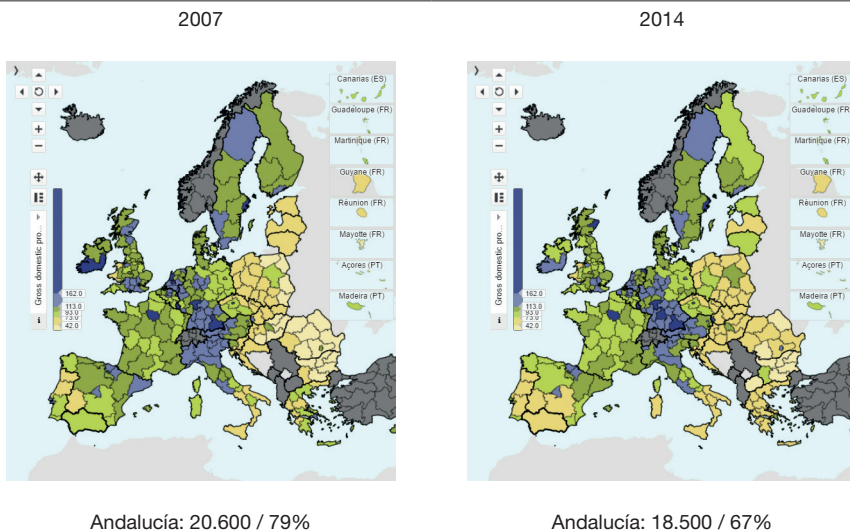 2007
2014
Canarias (ES)
Guadeloupe (FR)
Martinique (FR)
Guyane (FR)
Réunion (FR)
Mayotte (FR)
Açores (PT)
Madeira (PT)
Gross domestic pro...
162.0
113.0
93.0
73.0
42.0
i
Canarias (ES)
Guadeloupe (FR)
Martinique (FR)
Guyane (FR)
Réunion (FR)
Mayotte (FR)
Açores (PT)
Madeira (PT)
Gross domestic pro...
162.0
113.0
93.0
73.0
42.0
i
Andalucía: 20.600 / 79%
Andalucía: 18.500 / 67%